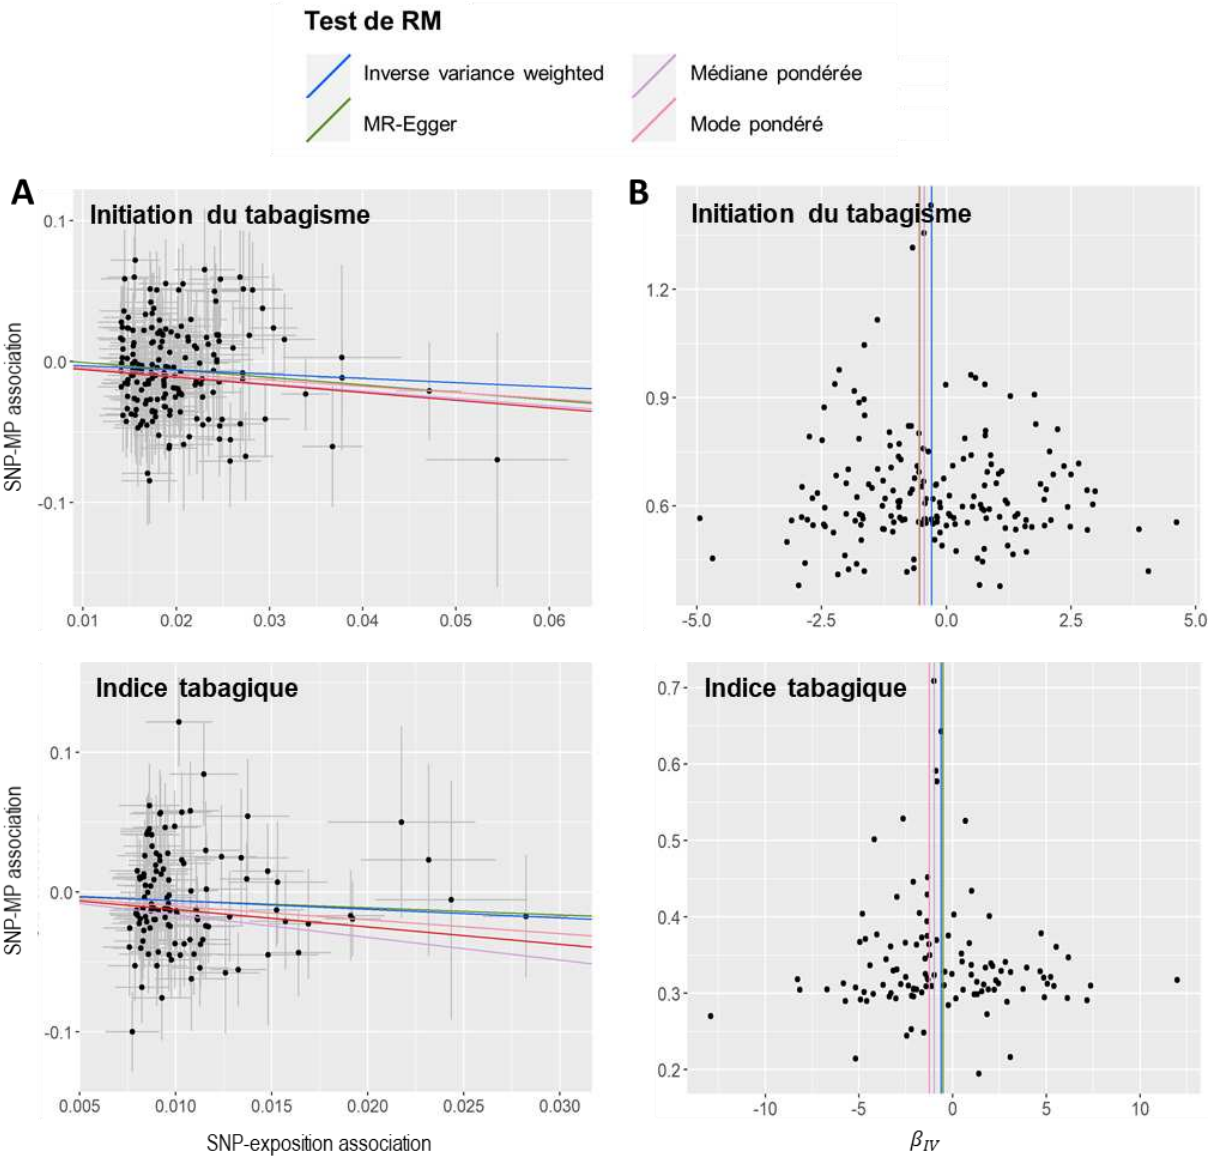 Test de RM
Inverse variance weighted
Médiane pondérée
MR-Egger
Mode pondéré
A
Initiation du tabagisme
0.1
0.0
-0.1
SNP-MP association
0.01 0.02 0.03 0.04 0.05 0.06
B
Initiation du tabagisme
1.2
0.9
0.6
-5.0 -2.5 0.0 2.5 5.0
Indice tabagique
0.1
0.0
-0.1
SNP-MP association
0.005 0.010 0.015 0.020 0.025 0.030
SNP-exposition association
Indice tabagique
0.7
0.6
0.5
0.4
0.3
0.2
-10 -5 0 5 10
βIV